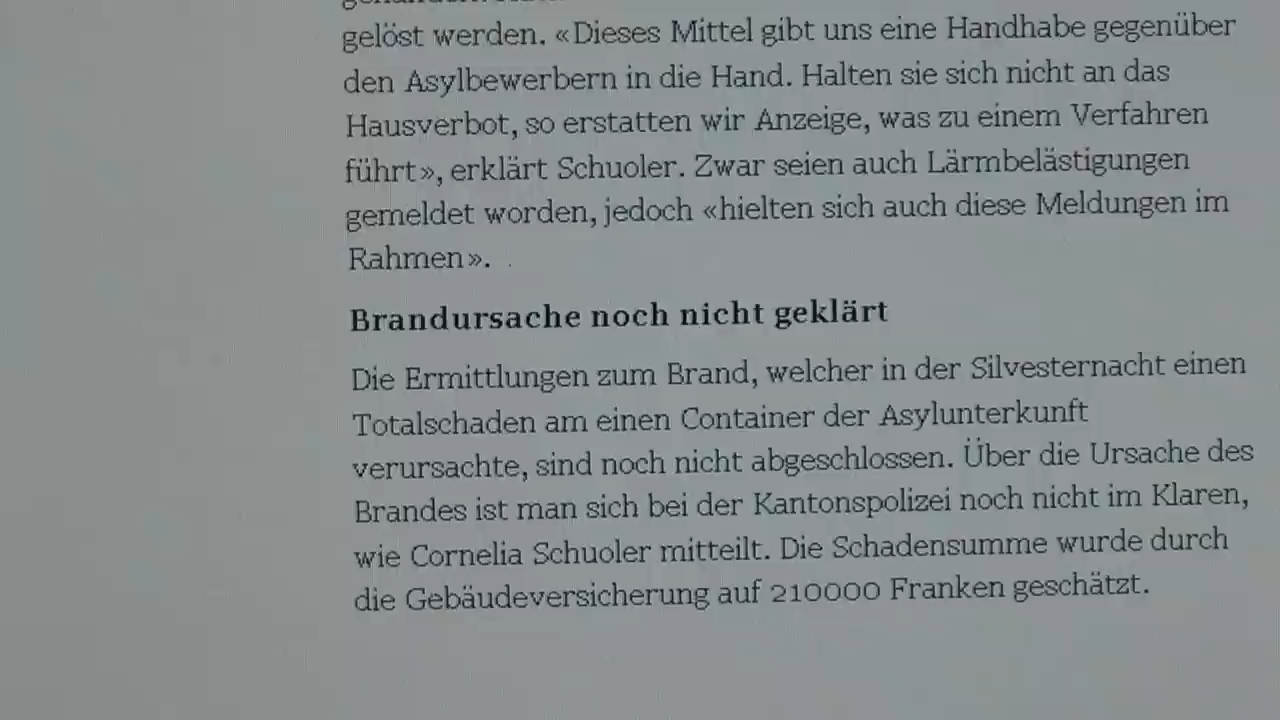 gelöst werden. «Dieses Mittel gibt uns eine Handhabe gegenüber
den Asylbewerbern in die Hand. Halten sie sich nicht an das
Hausverbot, so erstatten wir Anzeige, was zu einem Verfahren
führt», erklärt Schuoler. Zwar seien auch Lärmbelästigungen
gemeldet worden, jedoch «hielten sich auch diese Meldungen im
Rahmen».
Brandursache noch nicht geklärt
Die Ermittlungen zum Brand, welcher in der Silvesternacht einen
Totalschaden am einen Container der Asylunterkunft
verursachte, sind noch nicht abgeschlossen. Über die Ursache des
Brandes ist man sich bei der Kantonspolizei noch nicht im Klaren,
wie Cornelia Schuoler mitteilt. Die Schadensumme wurde durch
die Gebäudeversicherung auf 210000 Franken geschätzt.